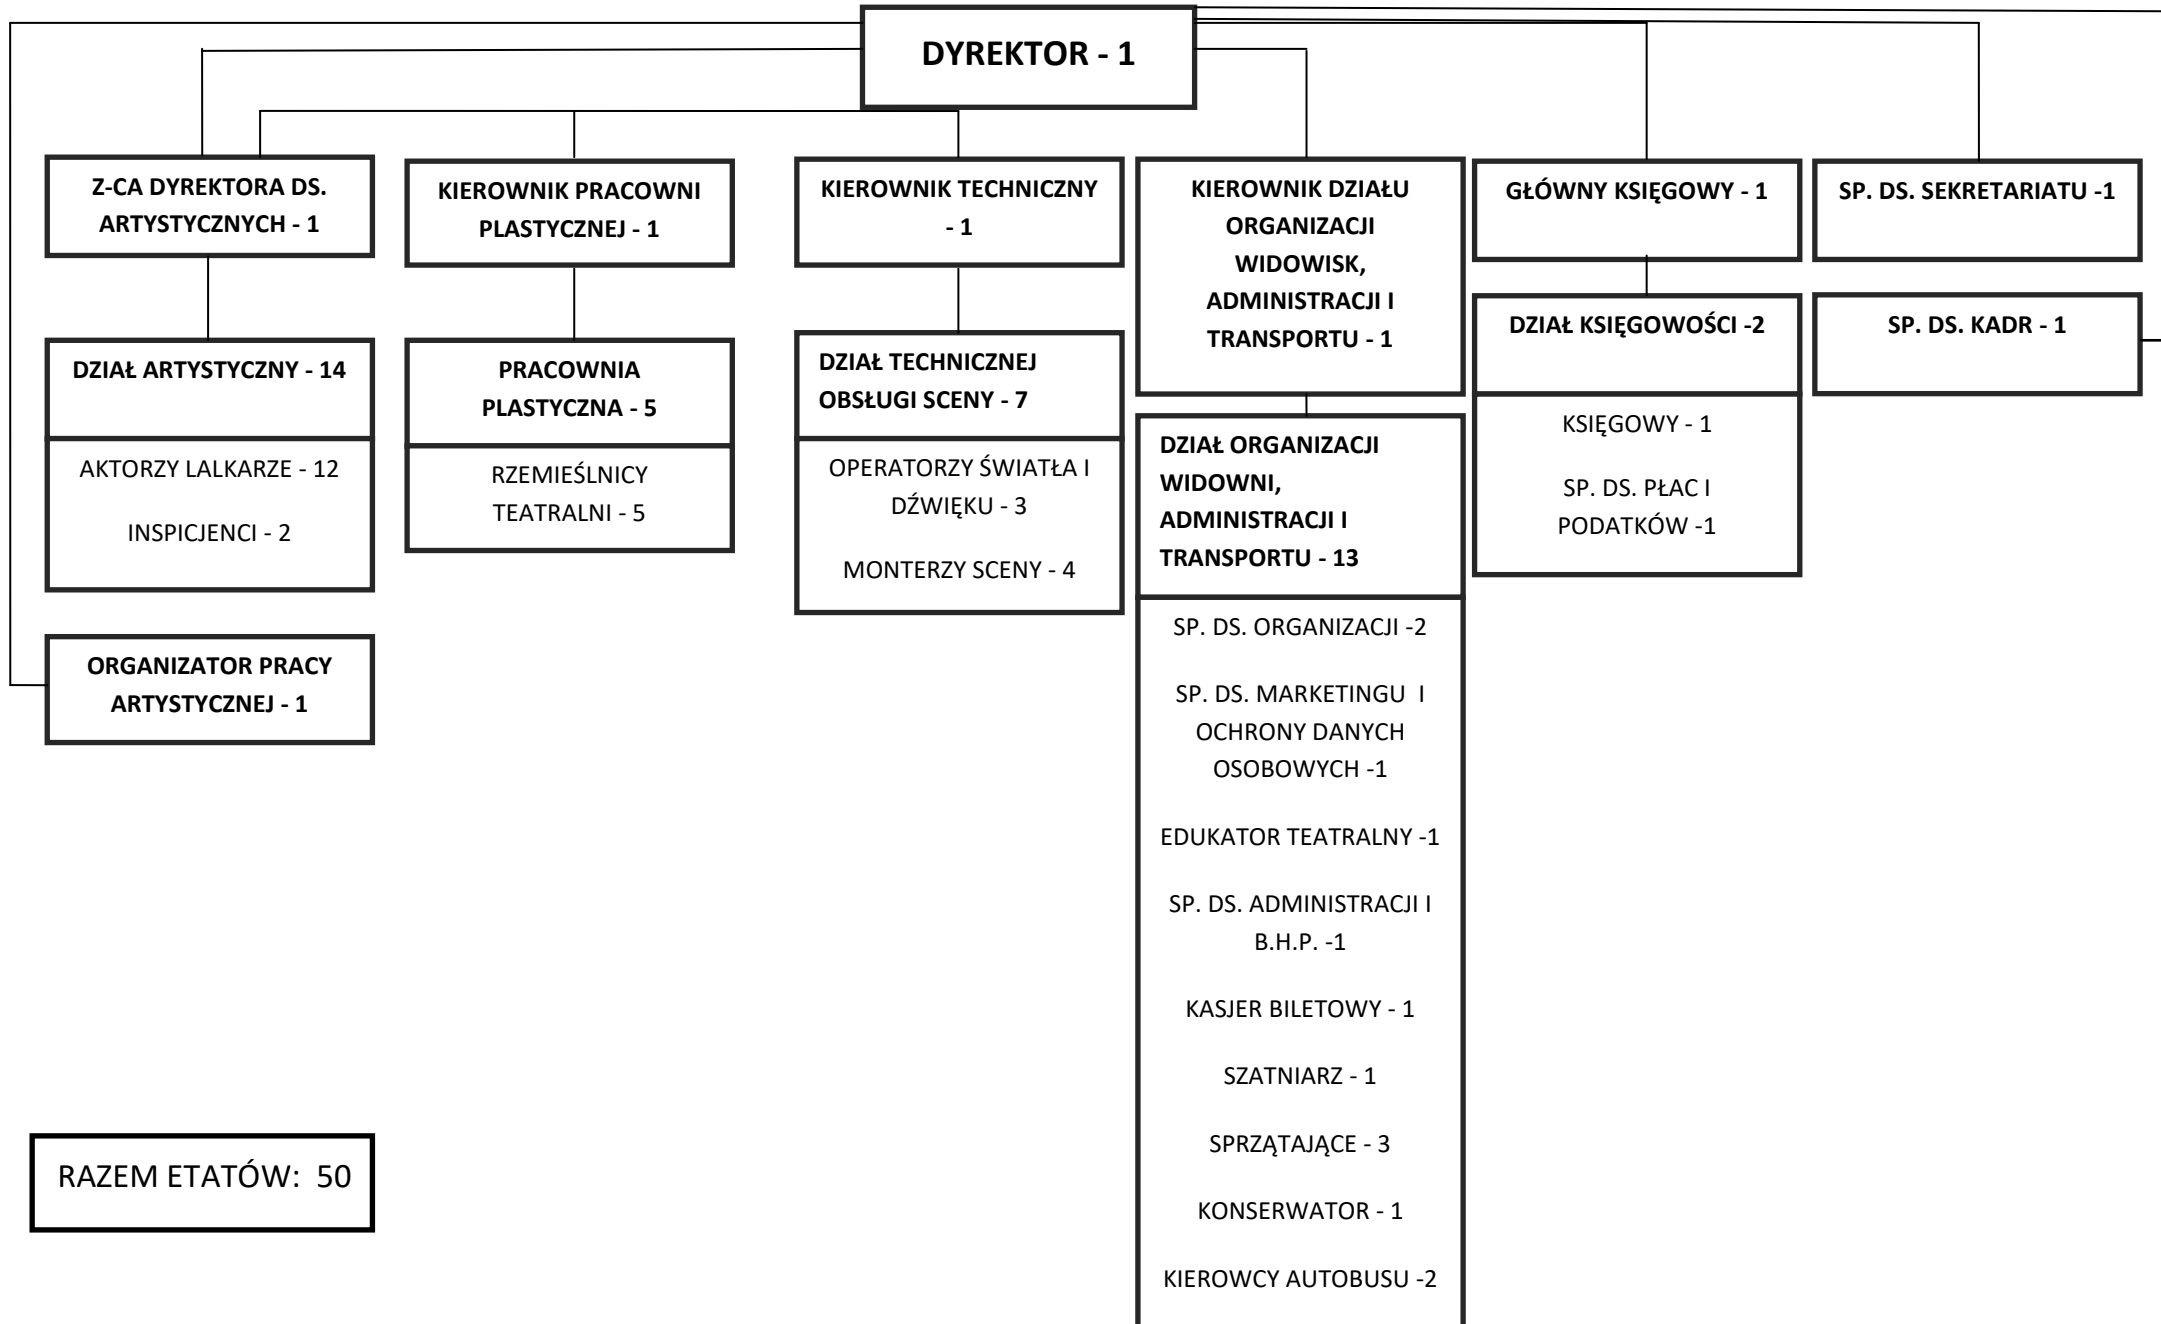 DYREKTOR - 1
Z-CA DYREKTORA DS.
ARTYSTYCZNYCH - 1
KIEROWNIK PRACOWNI
PLASTYCZNEJ - 1
KIEROWNIK TECHNICZNY
- 1
KIEROWNIK DZIAŁU
ORGANIZACJI
WIDOWISK,
ADMINISTRACJI I
TRANSPORTU - 1
GŁÓWNY KSIĘGOWY - 1
SP. DS. SEKRETARIATU -1
DZIAŁ ARTYSTYCZNY - 14
AKTORZY LALKARZE - 12
INSPICJENCI - 2
PRACOWNIA
PLASTYCZNA - 5
RZEMIEŚLNICY
TEATRALNI - 5
DZIAŁ TECHNICZNEJ
OBSŁUGI SCENY - 7
OPERATORZY ŚWIATŁA I
DŹWIĘKU - 3
MONTERZY SCENY - 4
DZIAŁ ORGANIZACJI
WIDOWNI,
ADMINISTRACJI I
TRANSPORTU - 13
SP. DS. ORGANIZACJI -2
SP. DS. MARKETINGU  I
OCHRONY DANYCH
OSOBOWYCH -1
EDUKATOR TEATRALNY -1
SP. DS. ADMINISTRACJI I
B.H.P. -1
KASJER BILETOWY - 1
SZATNIARZ - 1
SPRZĄTAJĄCE - 3
KONSERWATOR - 1
KIEROWCY AUTOBUSU -2
DZIAŁ KSIĘGOWOŚCI -2
KSIĘGOWY - 1
SP. DS. PŁAC I
PODATKÓW -1
SP. DS. KADR - 1
ORGANIZATOR PRACY
ARTYSTYCZNEJ - 1
RAZEM ETATÓW:  50